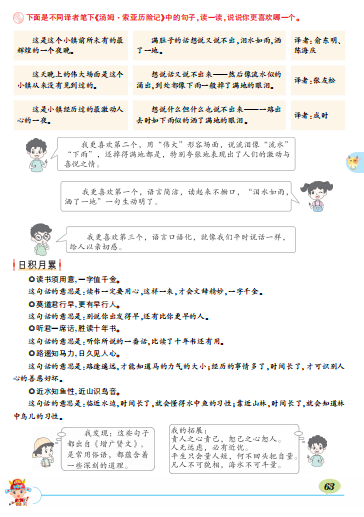 下面是不同译者笔下《汤姆·索亚历险记》中的句子,读一读,说说你更喜欢哪一个。
这是这个小镇前所未有的最
辉煌的一个夜晚。
满肚子的话想说又说不出,泪水如雨,洒
了一地。
译者:俞东明、
陈海庆
这天晚上的伟大场面是这个
小镇从来没有见到过的。
想说话又说不出来——然后像流水似的
涌出,到处都像下雨一般掉了满地的眼泪。
译者:张友松
这是小镇经历过的最激动人
心的一夜。
想说什么但什么也说不出来——一路出
去时如下雨似的洒了满地的眼泪。
译者:成时
我更喜欢第二个,用“伟大”形容场面,说流泪像“流水”
“下雨”,还掉得满地都是,特别夸张地表现出了人们的激动与
喜悦之情。
我更喜欢第一个,语言简洁,读起来不拗口,“泪水如雨,
洒了一地”一句生动明了。
我更喜欢第三个,语言口语化,就像我们平时说话一样,
给人以亲切感。
日积月累
读书须用意,一字值千金。
这句话的意思是:读书一定要用心,这样一来,才会文辞精妙,一字千金。
莫道君行早,更有早行人。
这句话的意思是:别说你出发得早,还有比你更早的人。
听君一席话,胜读十年书。
这句话的意思是:听你所说的一番话,比读了十年书还有用。
路遥知马力,日久见人心。
这句话的意思是:路途遥远,才能知道马的力气的大小;经历的事情多了,时间长了,才可识别人
心的善恶好坏。
近水知鱼性,近山识鸟音。
这句话的意思是:临近水边,时间长了,就会懂得水中鱼的习性;靠近山林,时间长了,就会知道林
中鸟儿的习性。
我发现:这些句子
都出自《增广贤文》,
是常用俗语,都蕴含着
一些深刻的道理。
我的拓展:
责人之心责己,恕己之心恕人。
人无远虑,必有近忧。
平生只会量人短,何不回头把自量。
凡人不可貌相,海水不可斗量。
63